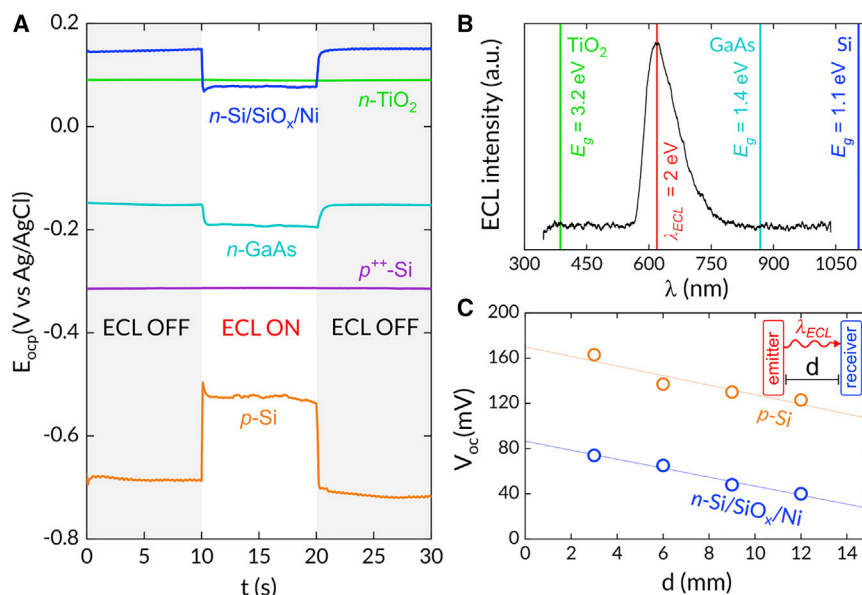 A
E_ocp (V vs Ag/AgCl)
0.2
0.0
-0.2
-0.4
-0.6
-0.8
n-TiO₂
n-Si/SiOₓ/Ni
n-GaAs
p⁺⁺-Si
ECL OFF
ECL ON
ECL OFF
p-Si
0
5
10
15
20
25
30
t (s)
B
ECL intensity (a.u.)
TiO₂
E_g = 3.2 eV
λ_ECL = 2 eV
GaAs
E_g = 1.4 eV
Si
E_g = 1.1 eV
300
450
600
750
900
1050
λ (nm)
C
V_oc (mV)
200
160
120
80
40
0
emitter
λ_ECL
d
receiver
p-Si
n-Si/SiOₓ/Ni
0
2
4
6
8
10
12
14
d (mm)